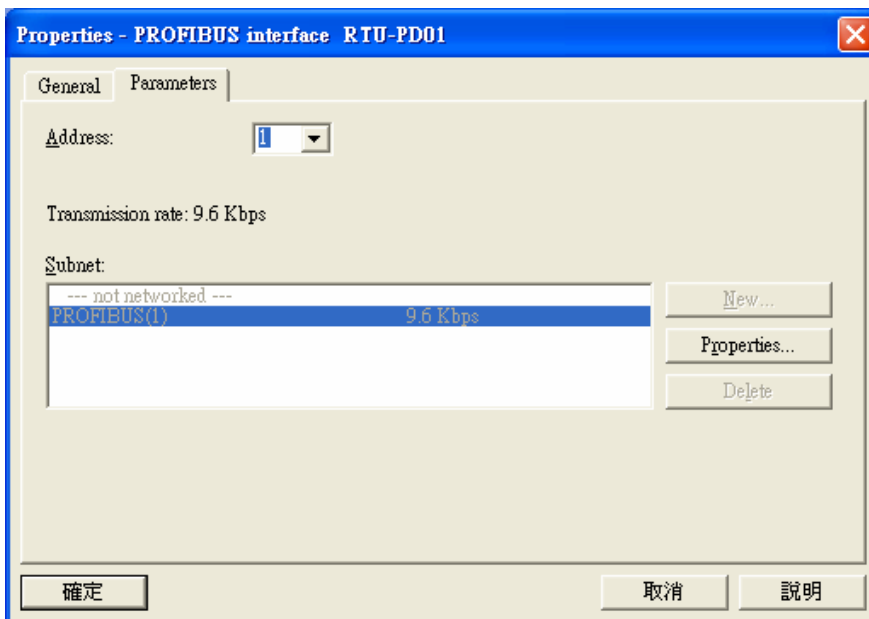 Properties - PROFIBUS interface RTU-PD01
General Parameters
Address: 1
Transmission rate: 9.6 Kbps
Subnet:
--- not networked ---
New...
PROFIBUS(1) 9.6 Kbps
Properties...
Delete
確定 取消 說明